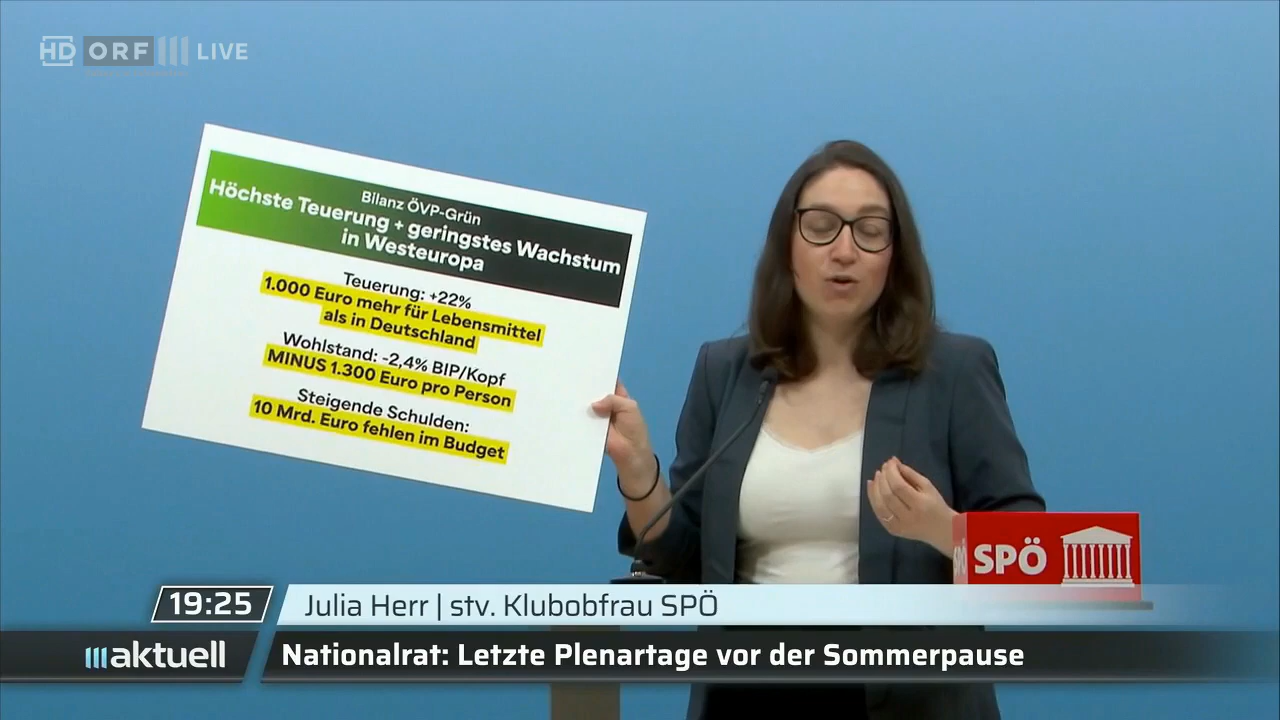 HD ORF III LIVE
Bilanz ÖVP-Grün
Höchste Teuerung + geringstes Wachstum
in Westeuropa
Teuerung: +22%
1.000 Euro mehr für Lebensmittel
als in Deutschland
Wohlstand: -2,4% BIP/Kopf
MINUS 1.300 Euro pro Person
Steigende Schulden:
10 Mrd. Euro fehlen im Budget
SPÖ SPÖ
19:25 Julia Herr | stv. Klubobfrau SPÖ
III aktuell Nationalrat: Letzte Plenartage vor der Sommerpause